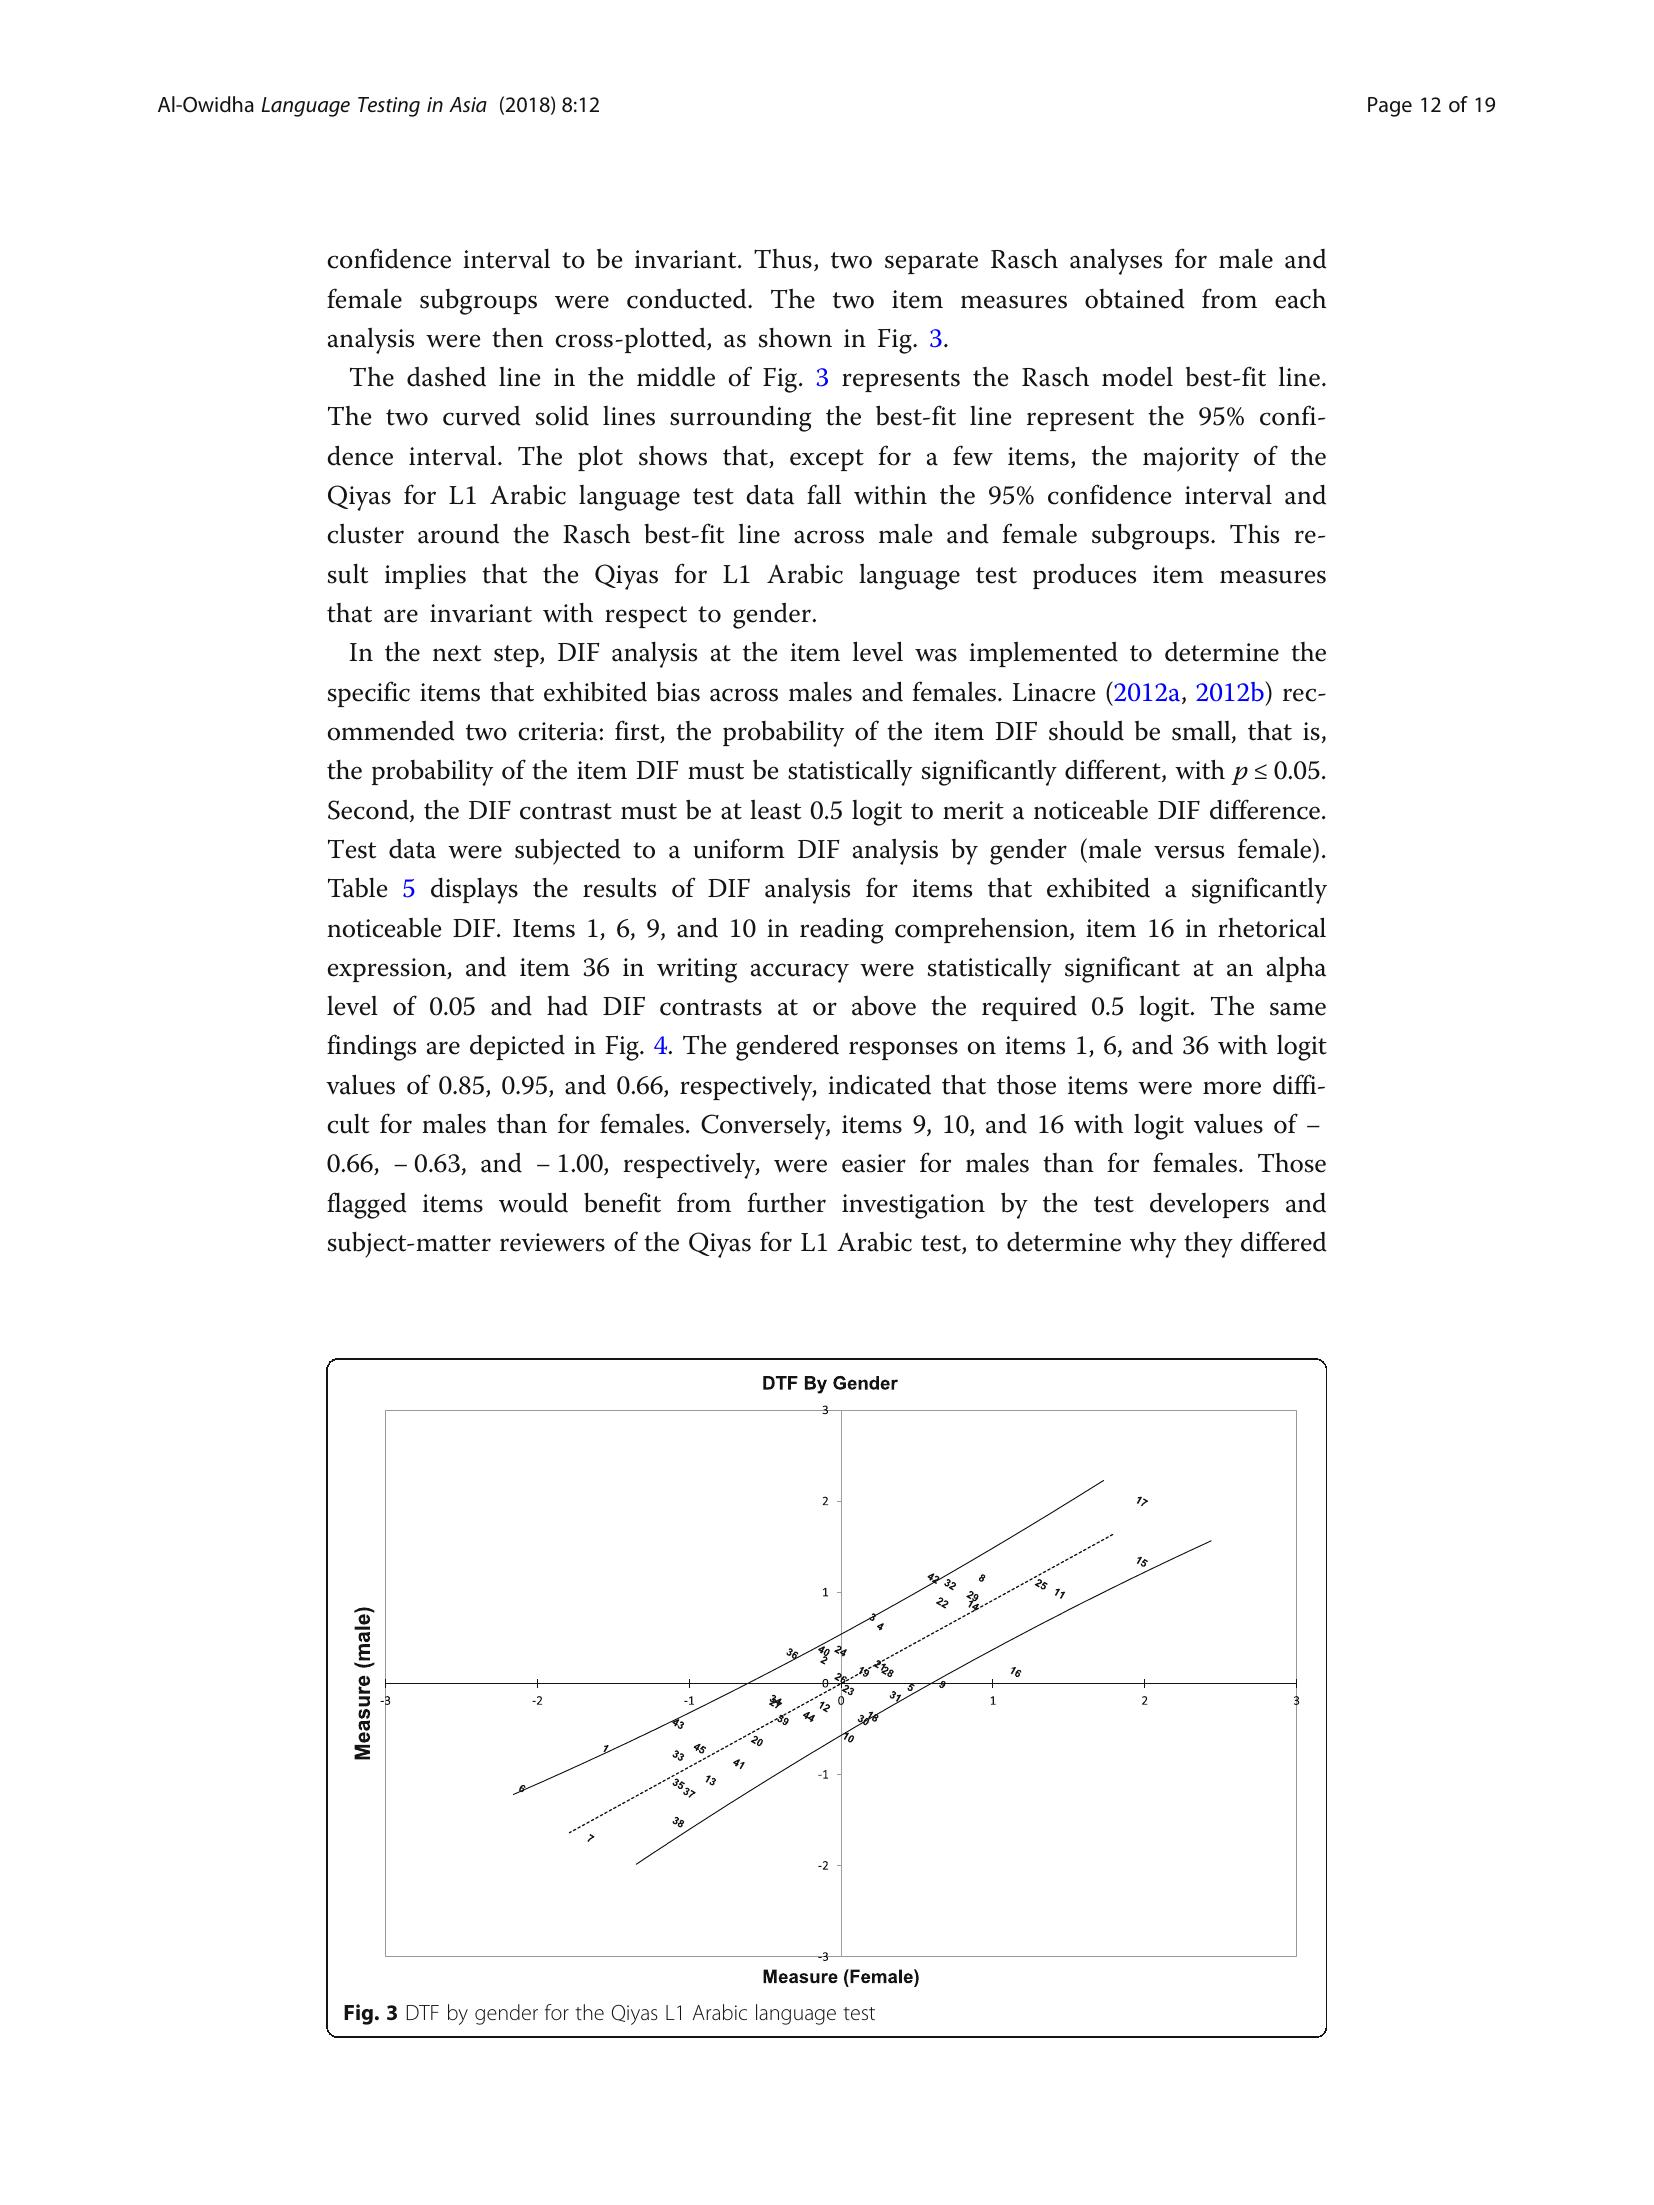 Al-Owidha Language Testing in Asia (2018) 8:12
Page 12 of 19
confidence interval to be invariant. Thus, two separate Rasch analyses for male and
female subgroups were conducted. The two item measures obtained from each
analysis were then cross-plotted, as shown in Fig. 3.
The dashed line in the middle of Fig. 3 represents the Rasch model best-fit line.
The two curved solid lines surrounding the best-fit line represent the 95% confi-
dence interval. The plot shows that, except for a few items, the majority of the
Qiyas for L1 Arabic language test data fall within the 95% confidence interval and
cluster around the Rasch best-fit line across male and female subgroups. This re-
sult implies that the Qiyas for L1 Arabic language test produces item measures
that are invariant with respect to gender.
In the next step, DIF analysis at the item level was implemented to determine the
specific items that exhibited bias across males and females. Linacre (2012a, 2012b) rec-
ommended two criteria: first, the probability of the item DIF should be small, that is,
the probability of the item DIF must be statistically significantly different, with p ≤ 0.05.
Second, the DIF contrast must be at least 0.5 logit to merit a noticeable DIF difference.
Test data were subjected to a uniform DIF analysis by gender (male versus female).
Table 5 displays the results of DIF analysis for items that exhibited a significantly
noticeable DIF. Items 1, 6, 9, and 10 in reading comprehension, item 16 in rhetorical
expression, and item 36 in writing accuracy were statistically significant at an alpha
level of 0.05 and had DIF contrasts at or above the required 0.5 logit. The same
findings are depicted in Fig. 4. The gendered responses on items 1, 6, and 36 with logit
values of 0.85, 0.95, and 0.66, respectively, indicated that those items were more diffi-
cult for males than for females. Conversely, items 9, 10, and 16 with logit values of –
0.66, – 0.63, and – 1.00, respectively, were easier for males than for females. Those
flagged items would benefit from further investigation by the test developers and
subject-matter reviewers of the Qiyas for L1 Arabic test, to determine why they differed
DTF By Gender
3
2
17
15
1
42 32 8
25 11
29
22 14
3
4
36 40 24
2
19 21 28
16
26
0
9
5
23
31
-3 -2 -1 0 1 2 3
12
43
39 44
30 18
10
20
1 45
33
41
-1
13
35 37
6
38
7
-2
-3
Measure (male)
Measure (Female)
Fig. 3 DTF by gender for the Qiyas L1 Arabic language test